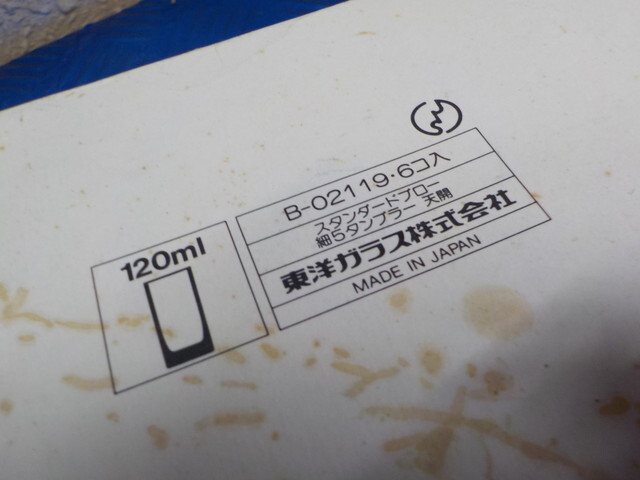 B-02119・6コ入
スタンダードブロー
細5タンブラー 天開
東洋ガラス株式会社
MADE IN JAPAN
120ml